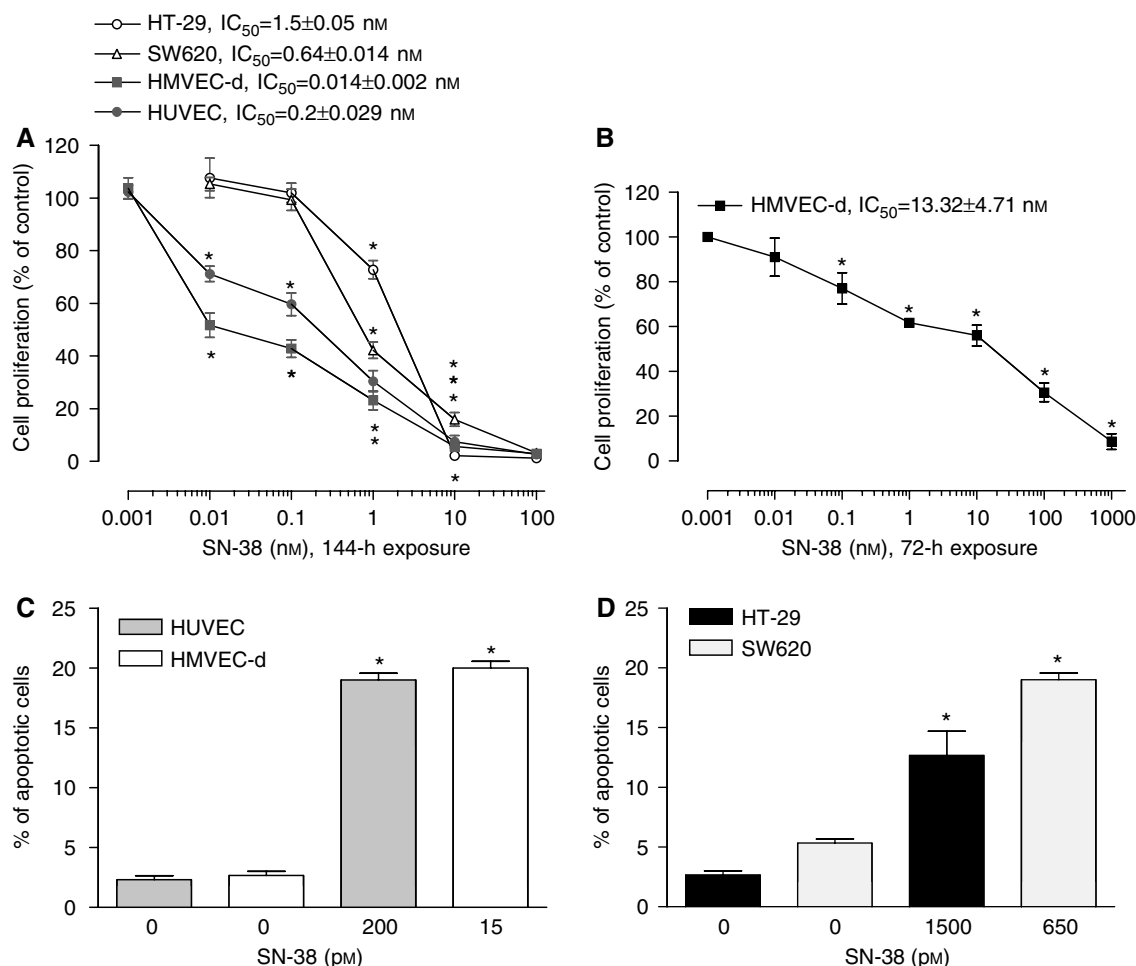 HT-29, IC50=1.5±0.05 nM
SW620, IC50=0.64±0.014 nM
HMVEC-d, IC50=0.014±0.002 nM
HUVEC, IC50=0.2±0.029 nM
A
Cell proliferation (% of control)
120
100
80
60
40
20
0
* * * * * * * * * * * *
0.001 0.01 0.1 1 10 100
SN-38 (nM), 144-h exposure
B
Cell proliferation (% of control)
HMVEC-d, IC50=13.32±4.71 nM
120
100
80
60
40
20
0
* * * * *
0.001 0.01 0.1 1 10 100 1000
SN-38 (nM), 72-h exposure
C
% of apoptotic cells
HUVEC
HMVEC-d
25
20
15
10
5
0
* *
0 0 200 15
SN-38 (pM)
D
% of apoptotic cells
HT-29
SW620
25
20
15
10
5
0
* *
0 0 1500 650
SN-38 (pM)